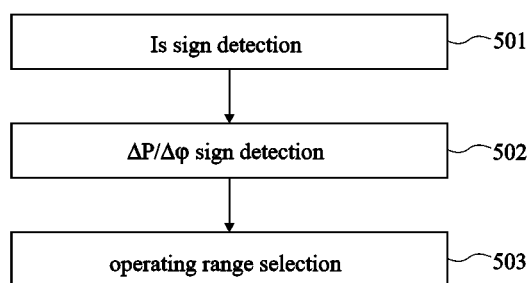 Is sign detection
501
ΔP/Δφ sign detection
502
operating range selection
503